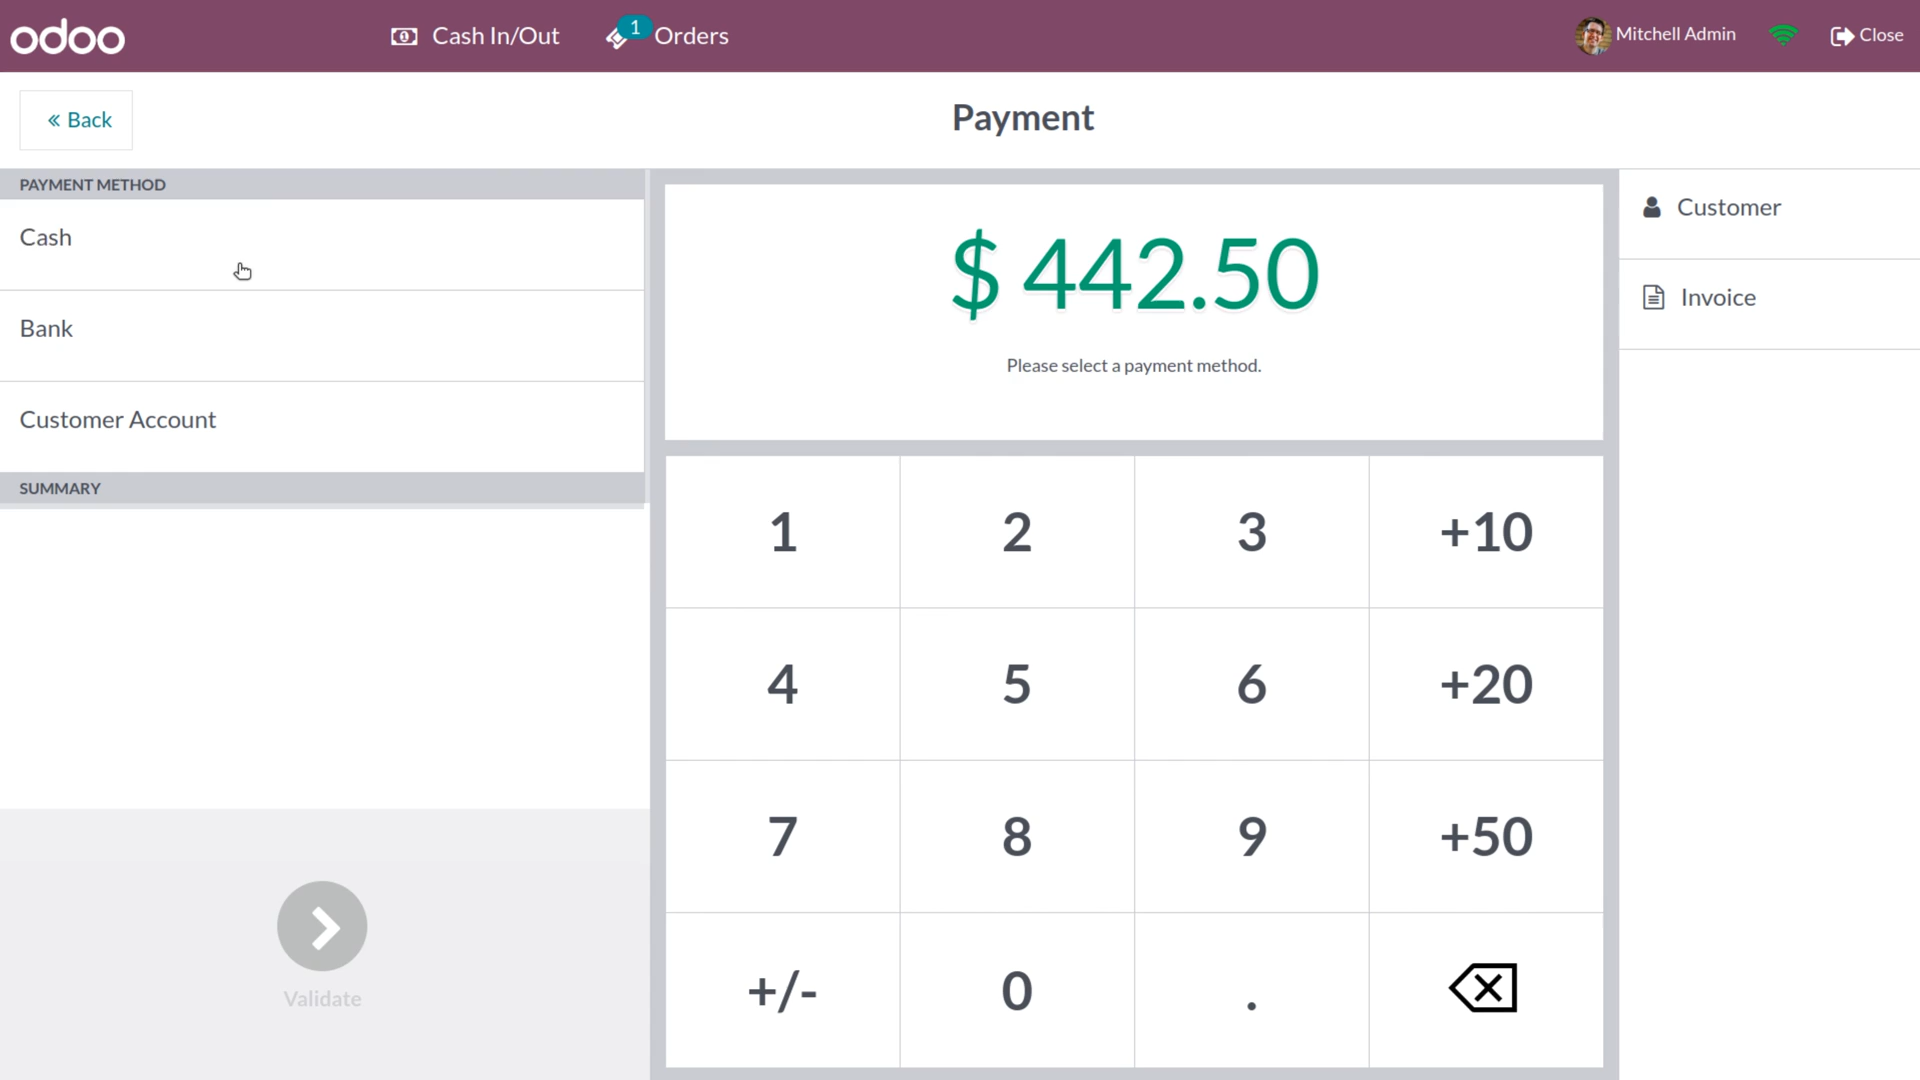 odoo
Cash In/Out
1
Orders
Mitchell Admin
Close
« Back
Payment
PAYMENT METHOD
Cash
Bank
Customer Account
SUMMARY
Validate
$ 442.50
Please select a payment method.
1 2 3 +10
4 5 6 +20
7 8 9 +50
+/- 0 .
Customer
Invoice